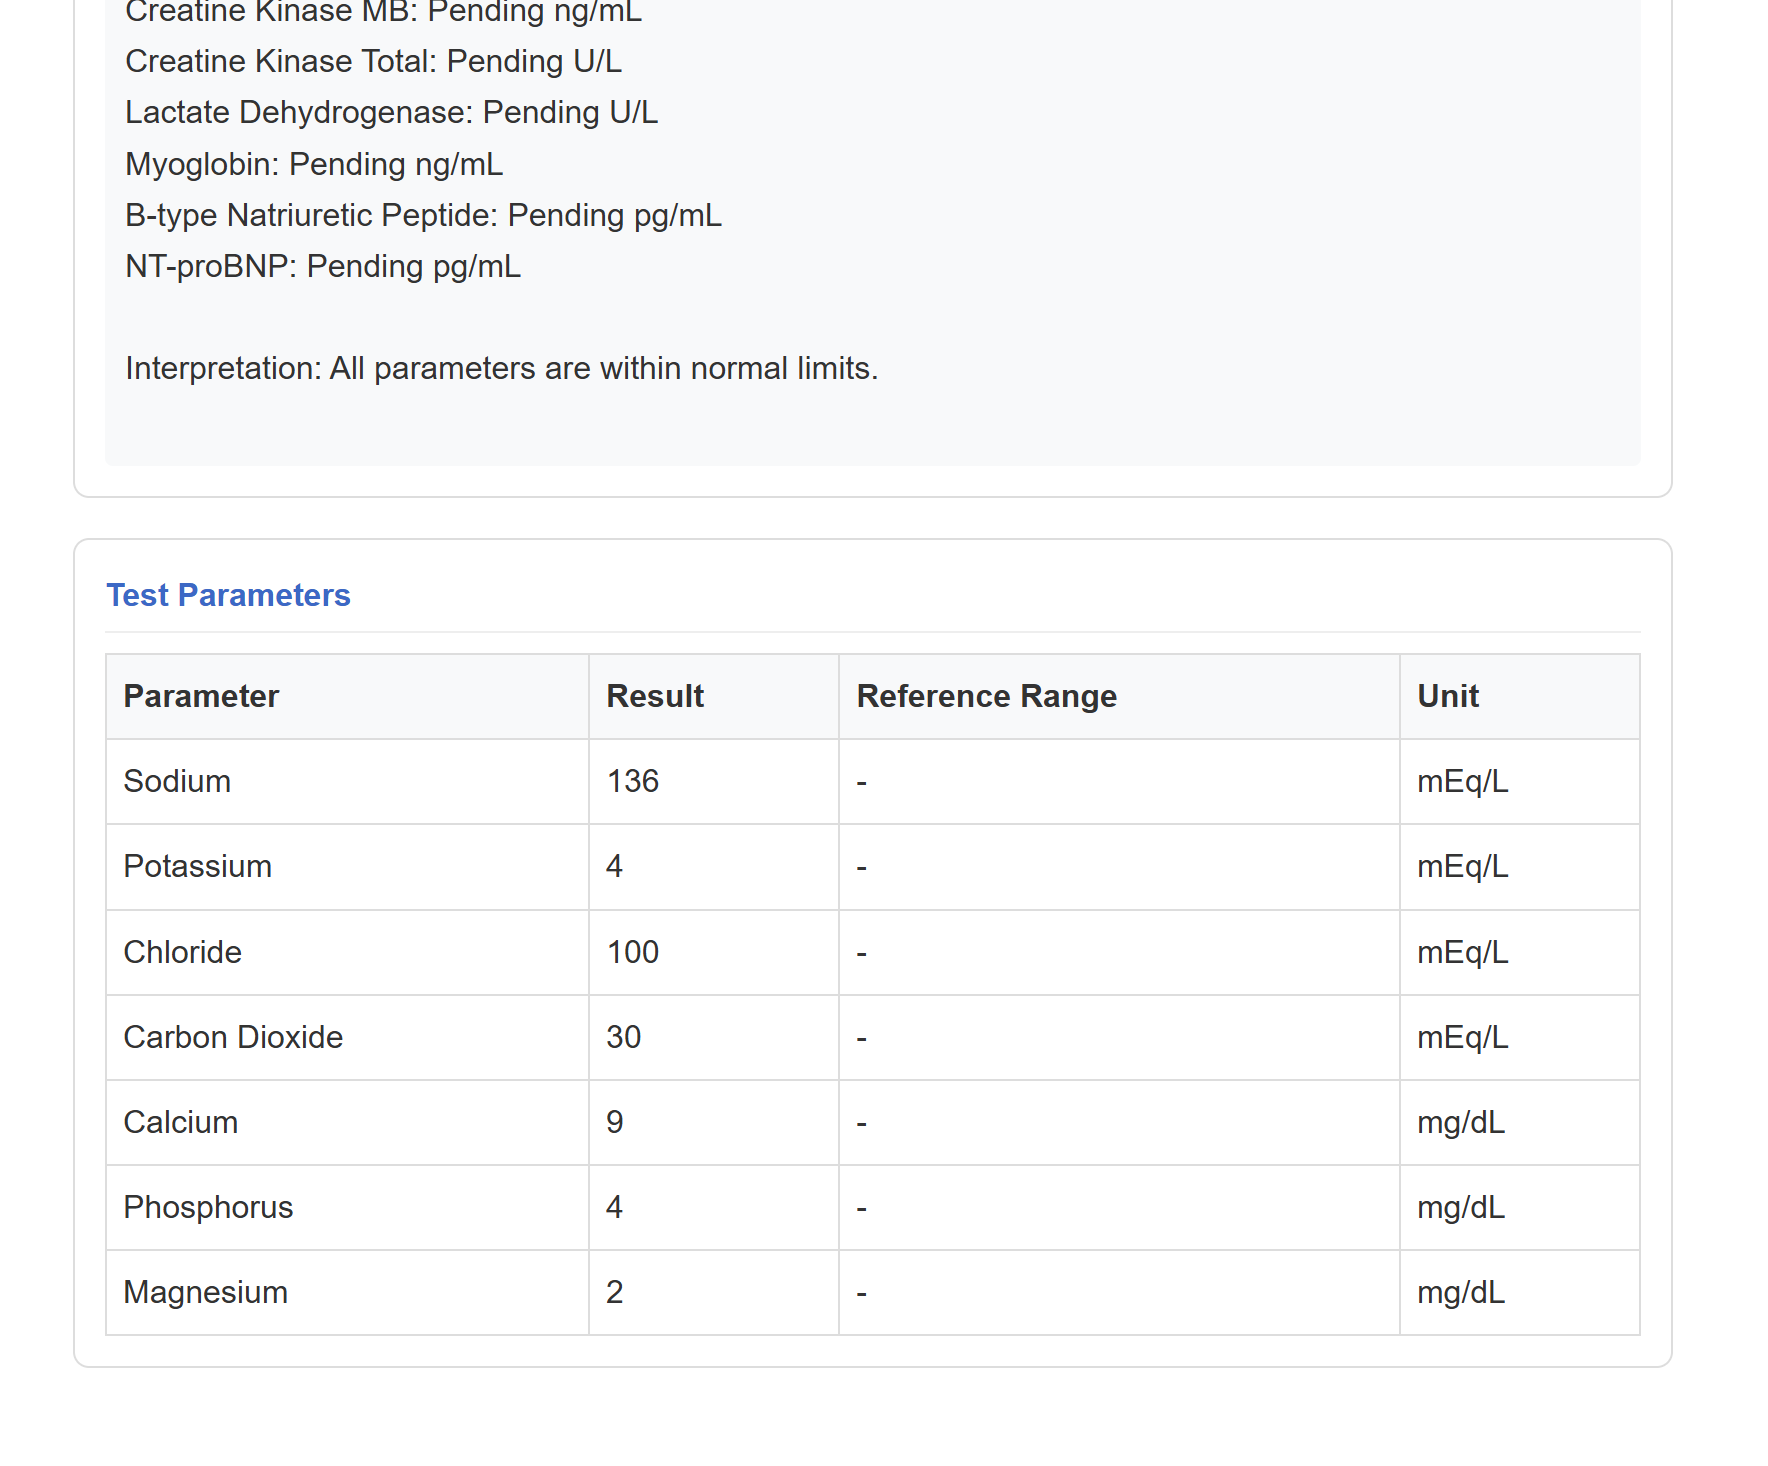 Creatine Kinase MB: Pending ng/mL
Creatine Kinase Total: Pending U/L
Lactate Dehydrogenase: Pending U/L
Myoglobin: Pending ng/mL
B-type Natriuretic Peptide: Pending pg/mL
NT-proBNP: Pending pg/mL
Interpretation: All parameters are within normal limits.
Test Parameters
Parameter Result Reference Range Unit
Sodium 136 - mEq/L
Potassium 4 - mEq/L
Chloride 100 - mEq/L
Carbon Dioxide 30 - mEq/L
Calcium 9 - mg/dL
Phosphorus 4 - mg/dL
Magnesium 2 - mg/dL